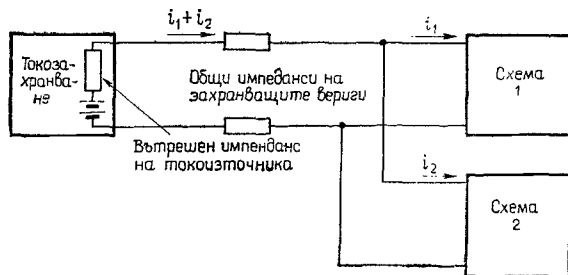 i₁+i₂
i₁
Токоза-
хранва-
не
Общи импеданси на
захранващите вериги
Схема
1
Вътрешен импенданс
на токоизточника
i₂
Схема
2